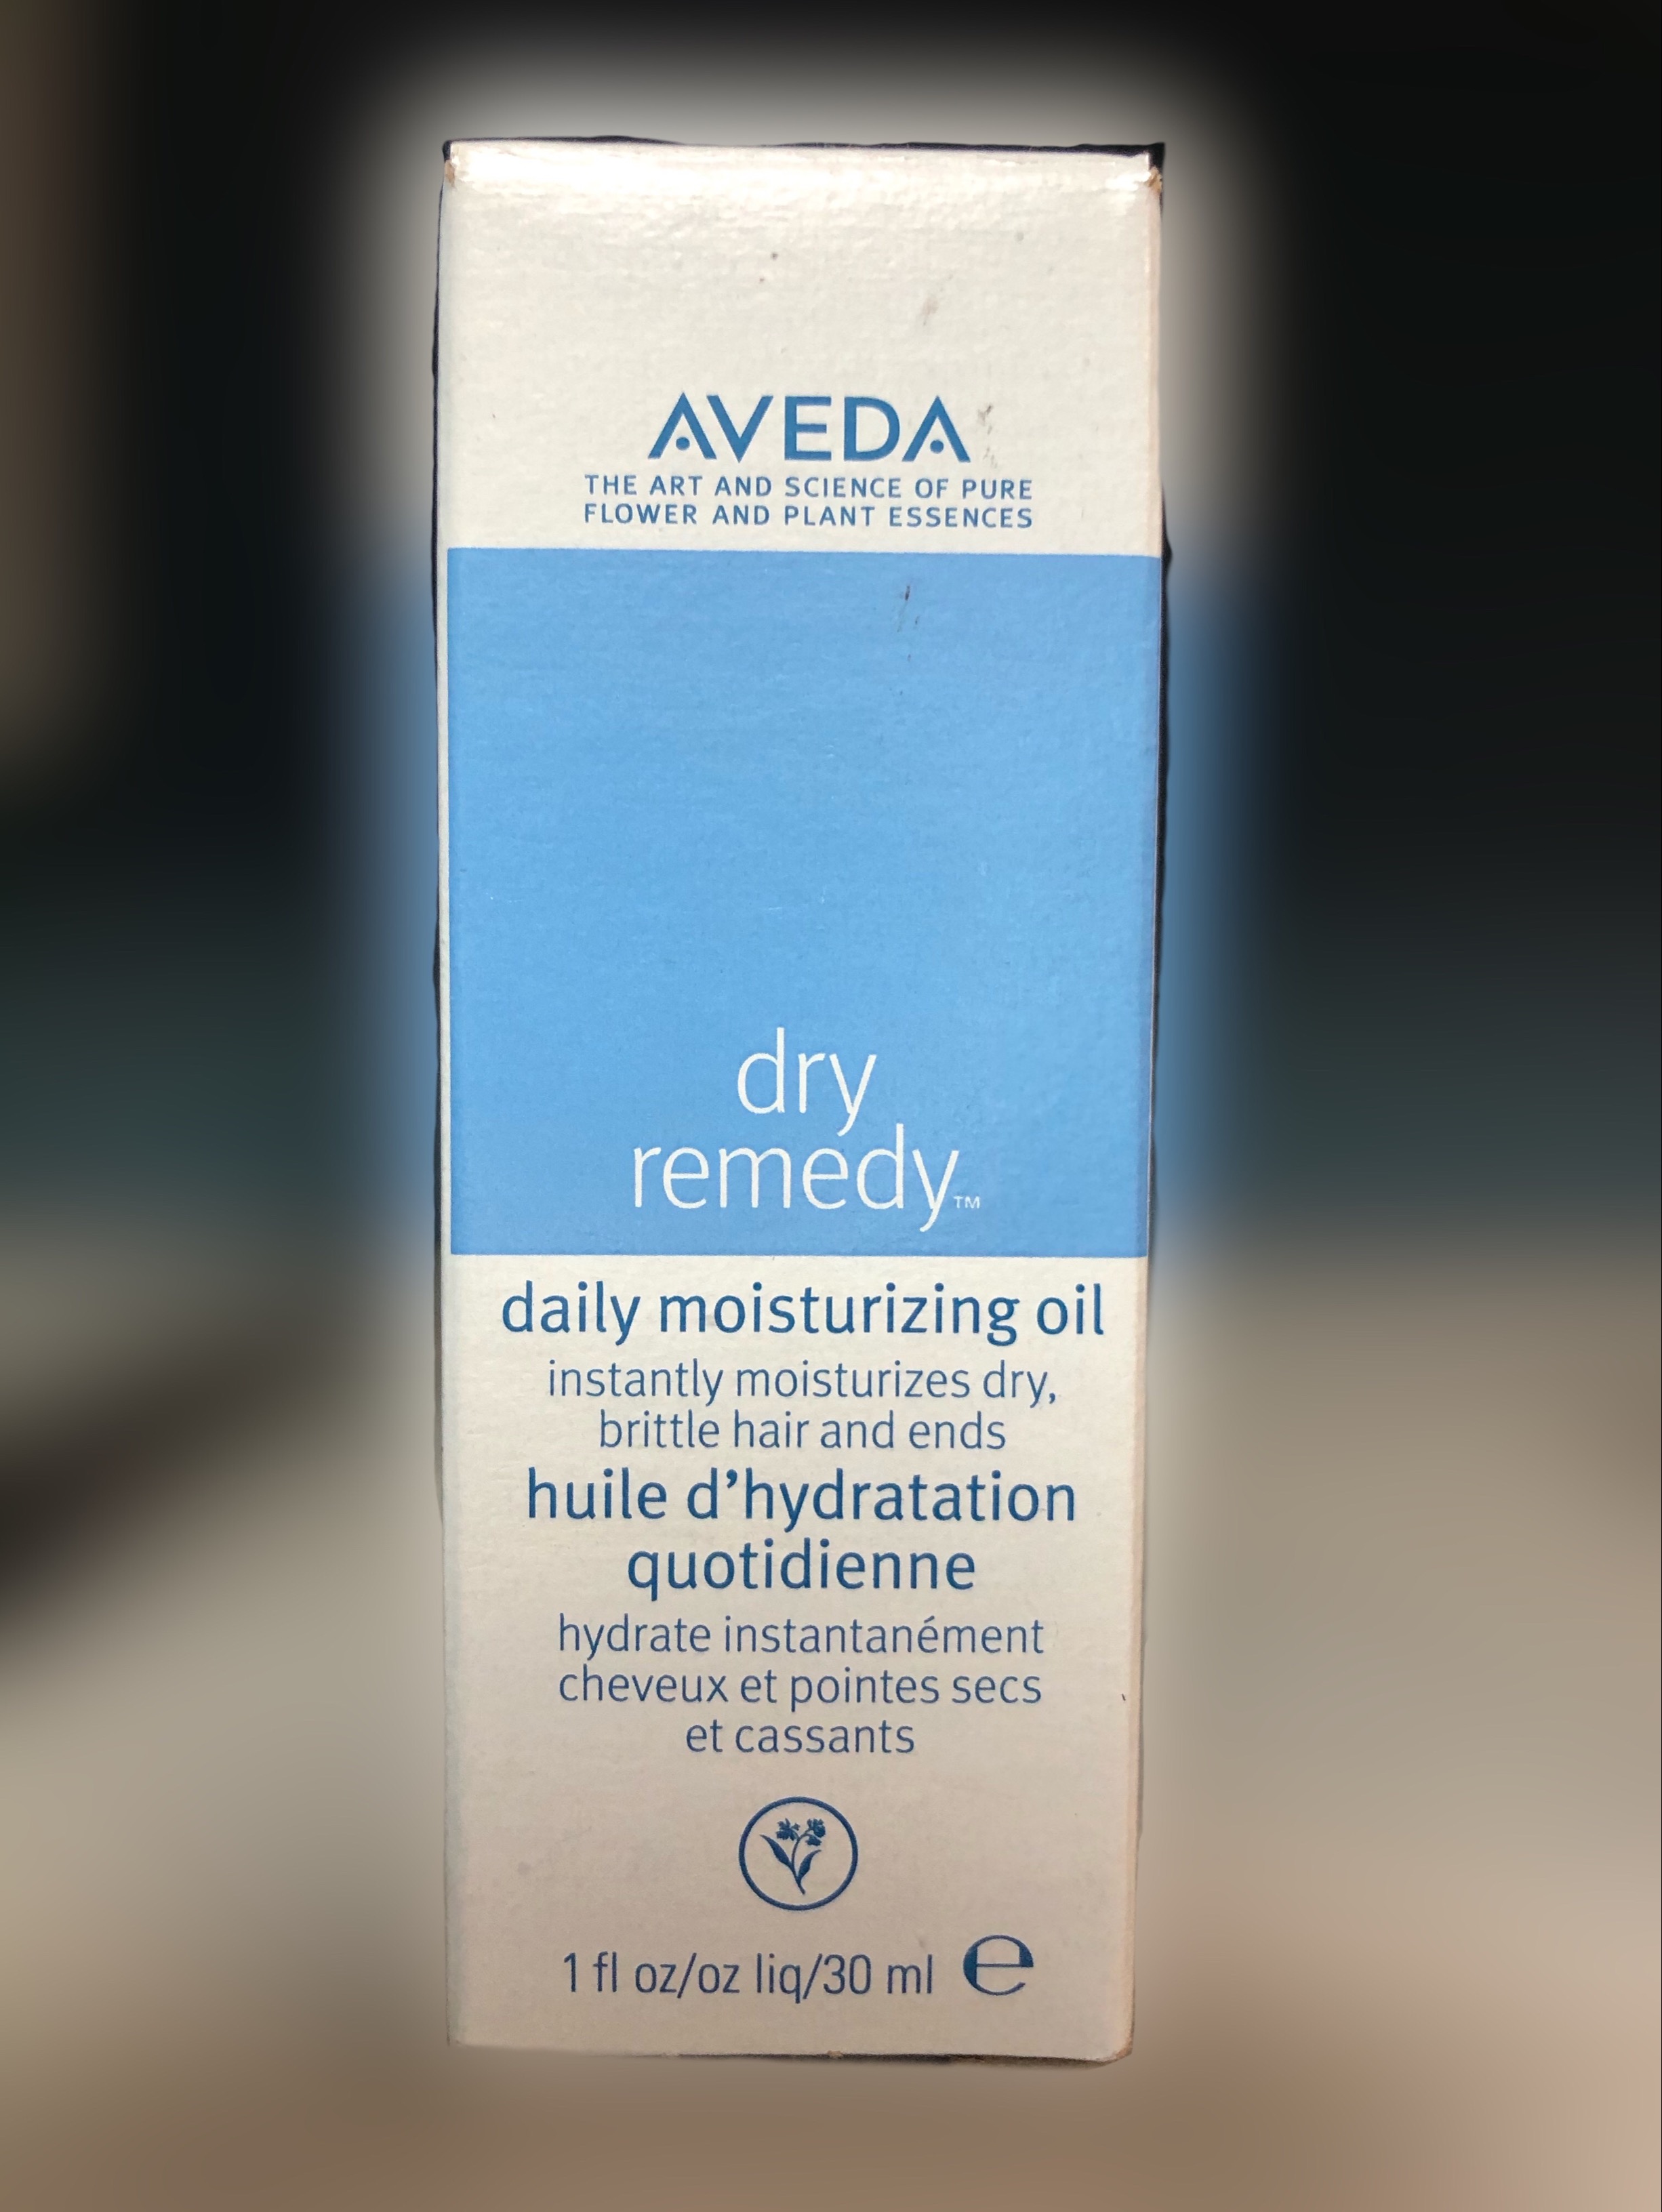 AVEDA
THE ART AND SCIENCE OF PURE
FLOWER AND PLANT ESSENCES
dry
remedy™
daily moisturizing oil
instantly moisturizes dry,
brittle hair and ends
huile d’hydratation
quotidienne
hydrate instantanément
cheveux et pointes secs
et cassants
1 fl oz/oz liq/30 ml ℮